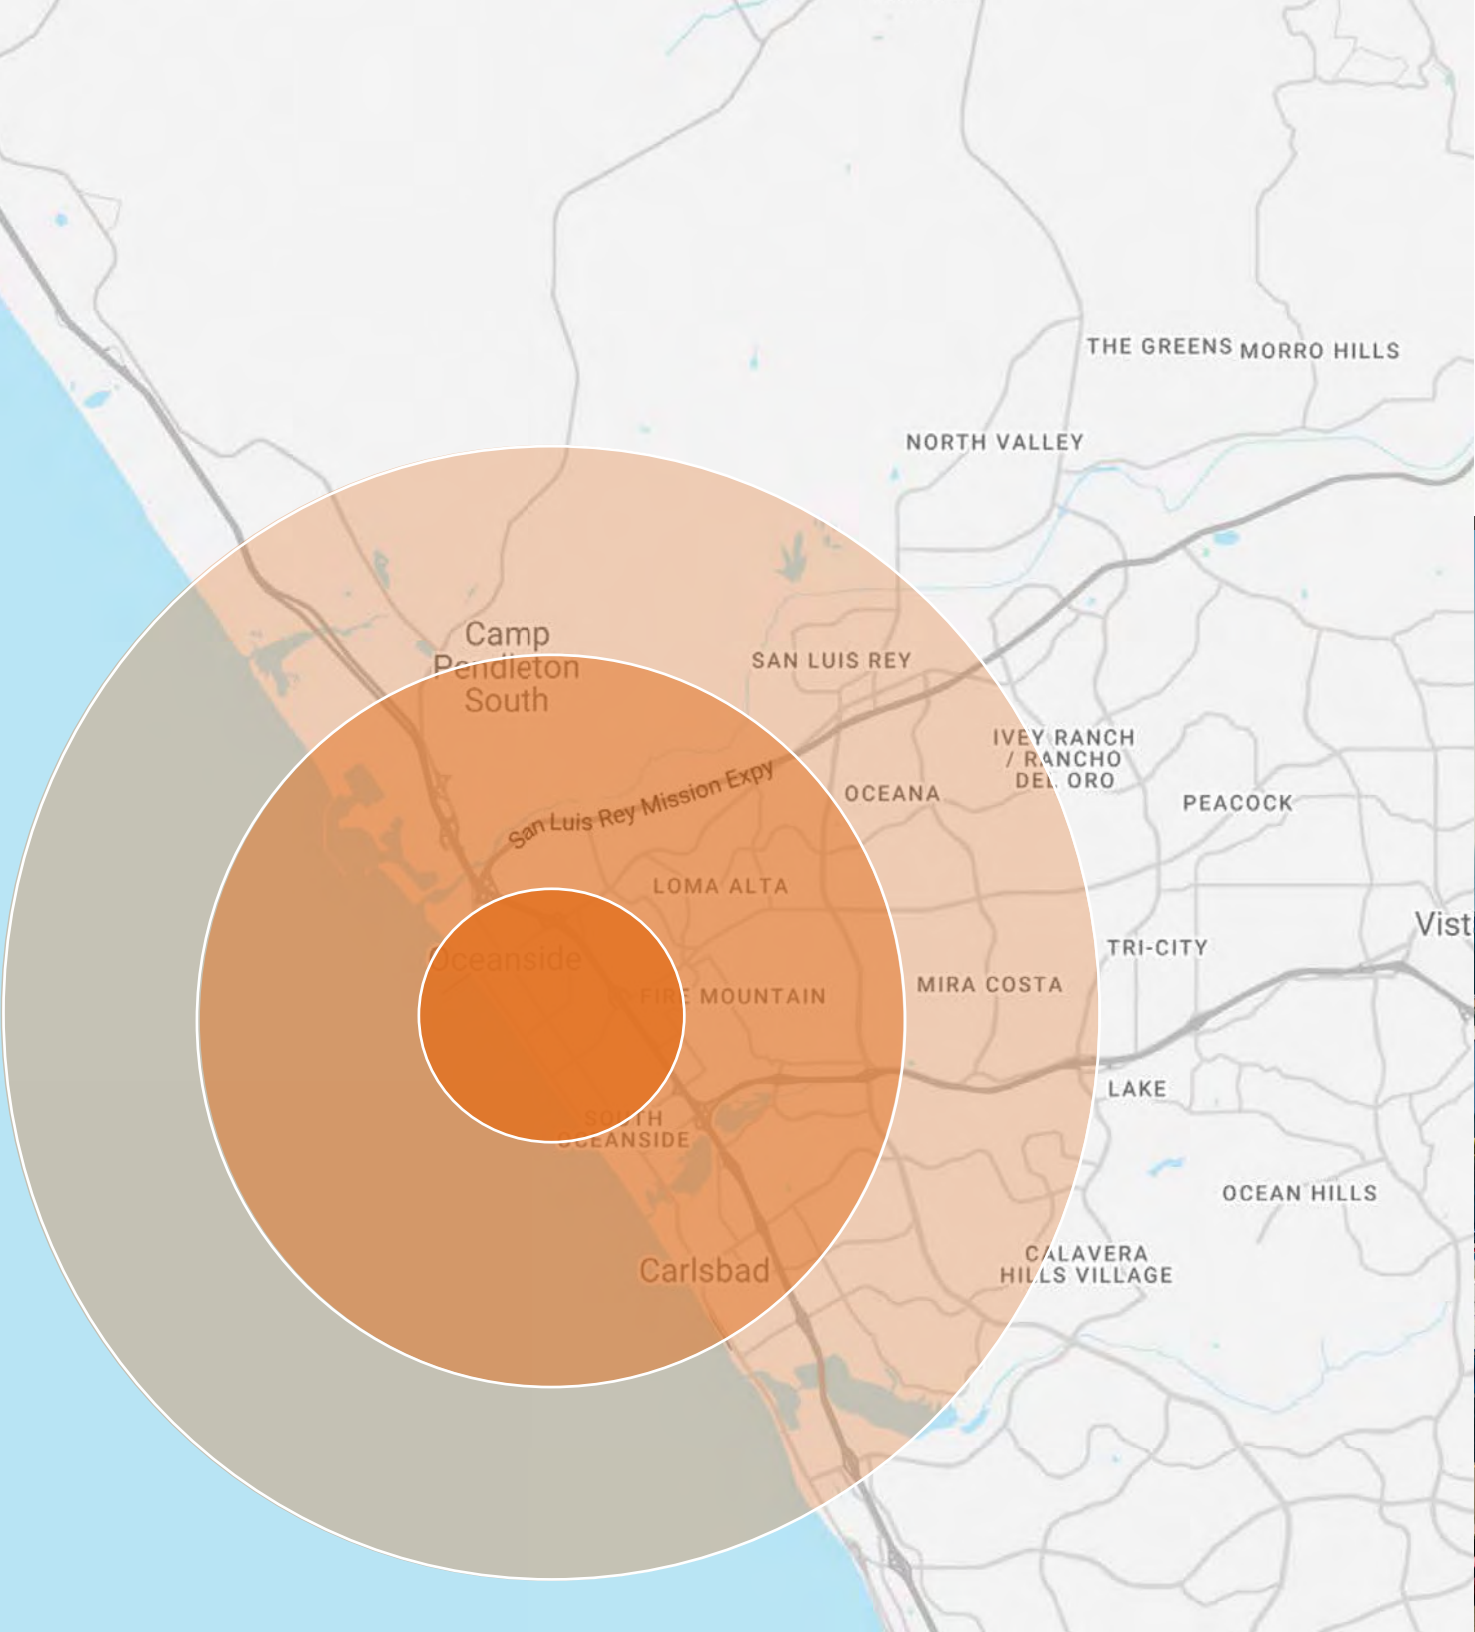 THE GREENS
MORRO HILLS
NORTH VALLEY
Camp
Pendleton
South
SAN LUIS REY
IVEY RANCH
/ RANCHO
DEL ORO
San Luis Rey Mission Expy
OCEANA
PEACOCK
LOMA ALTA
Vist
TRI-CITY
Oceanside
MIRA COSTA
FIRE MOUNTAIN
LAKE
SOUTH
OCEANSIDE
OCEAN HILLS
CALAVERA
HILLS VILLAGE
Carlsbad